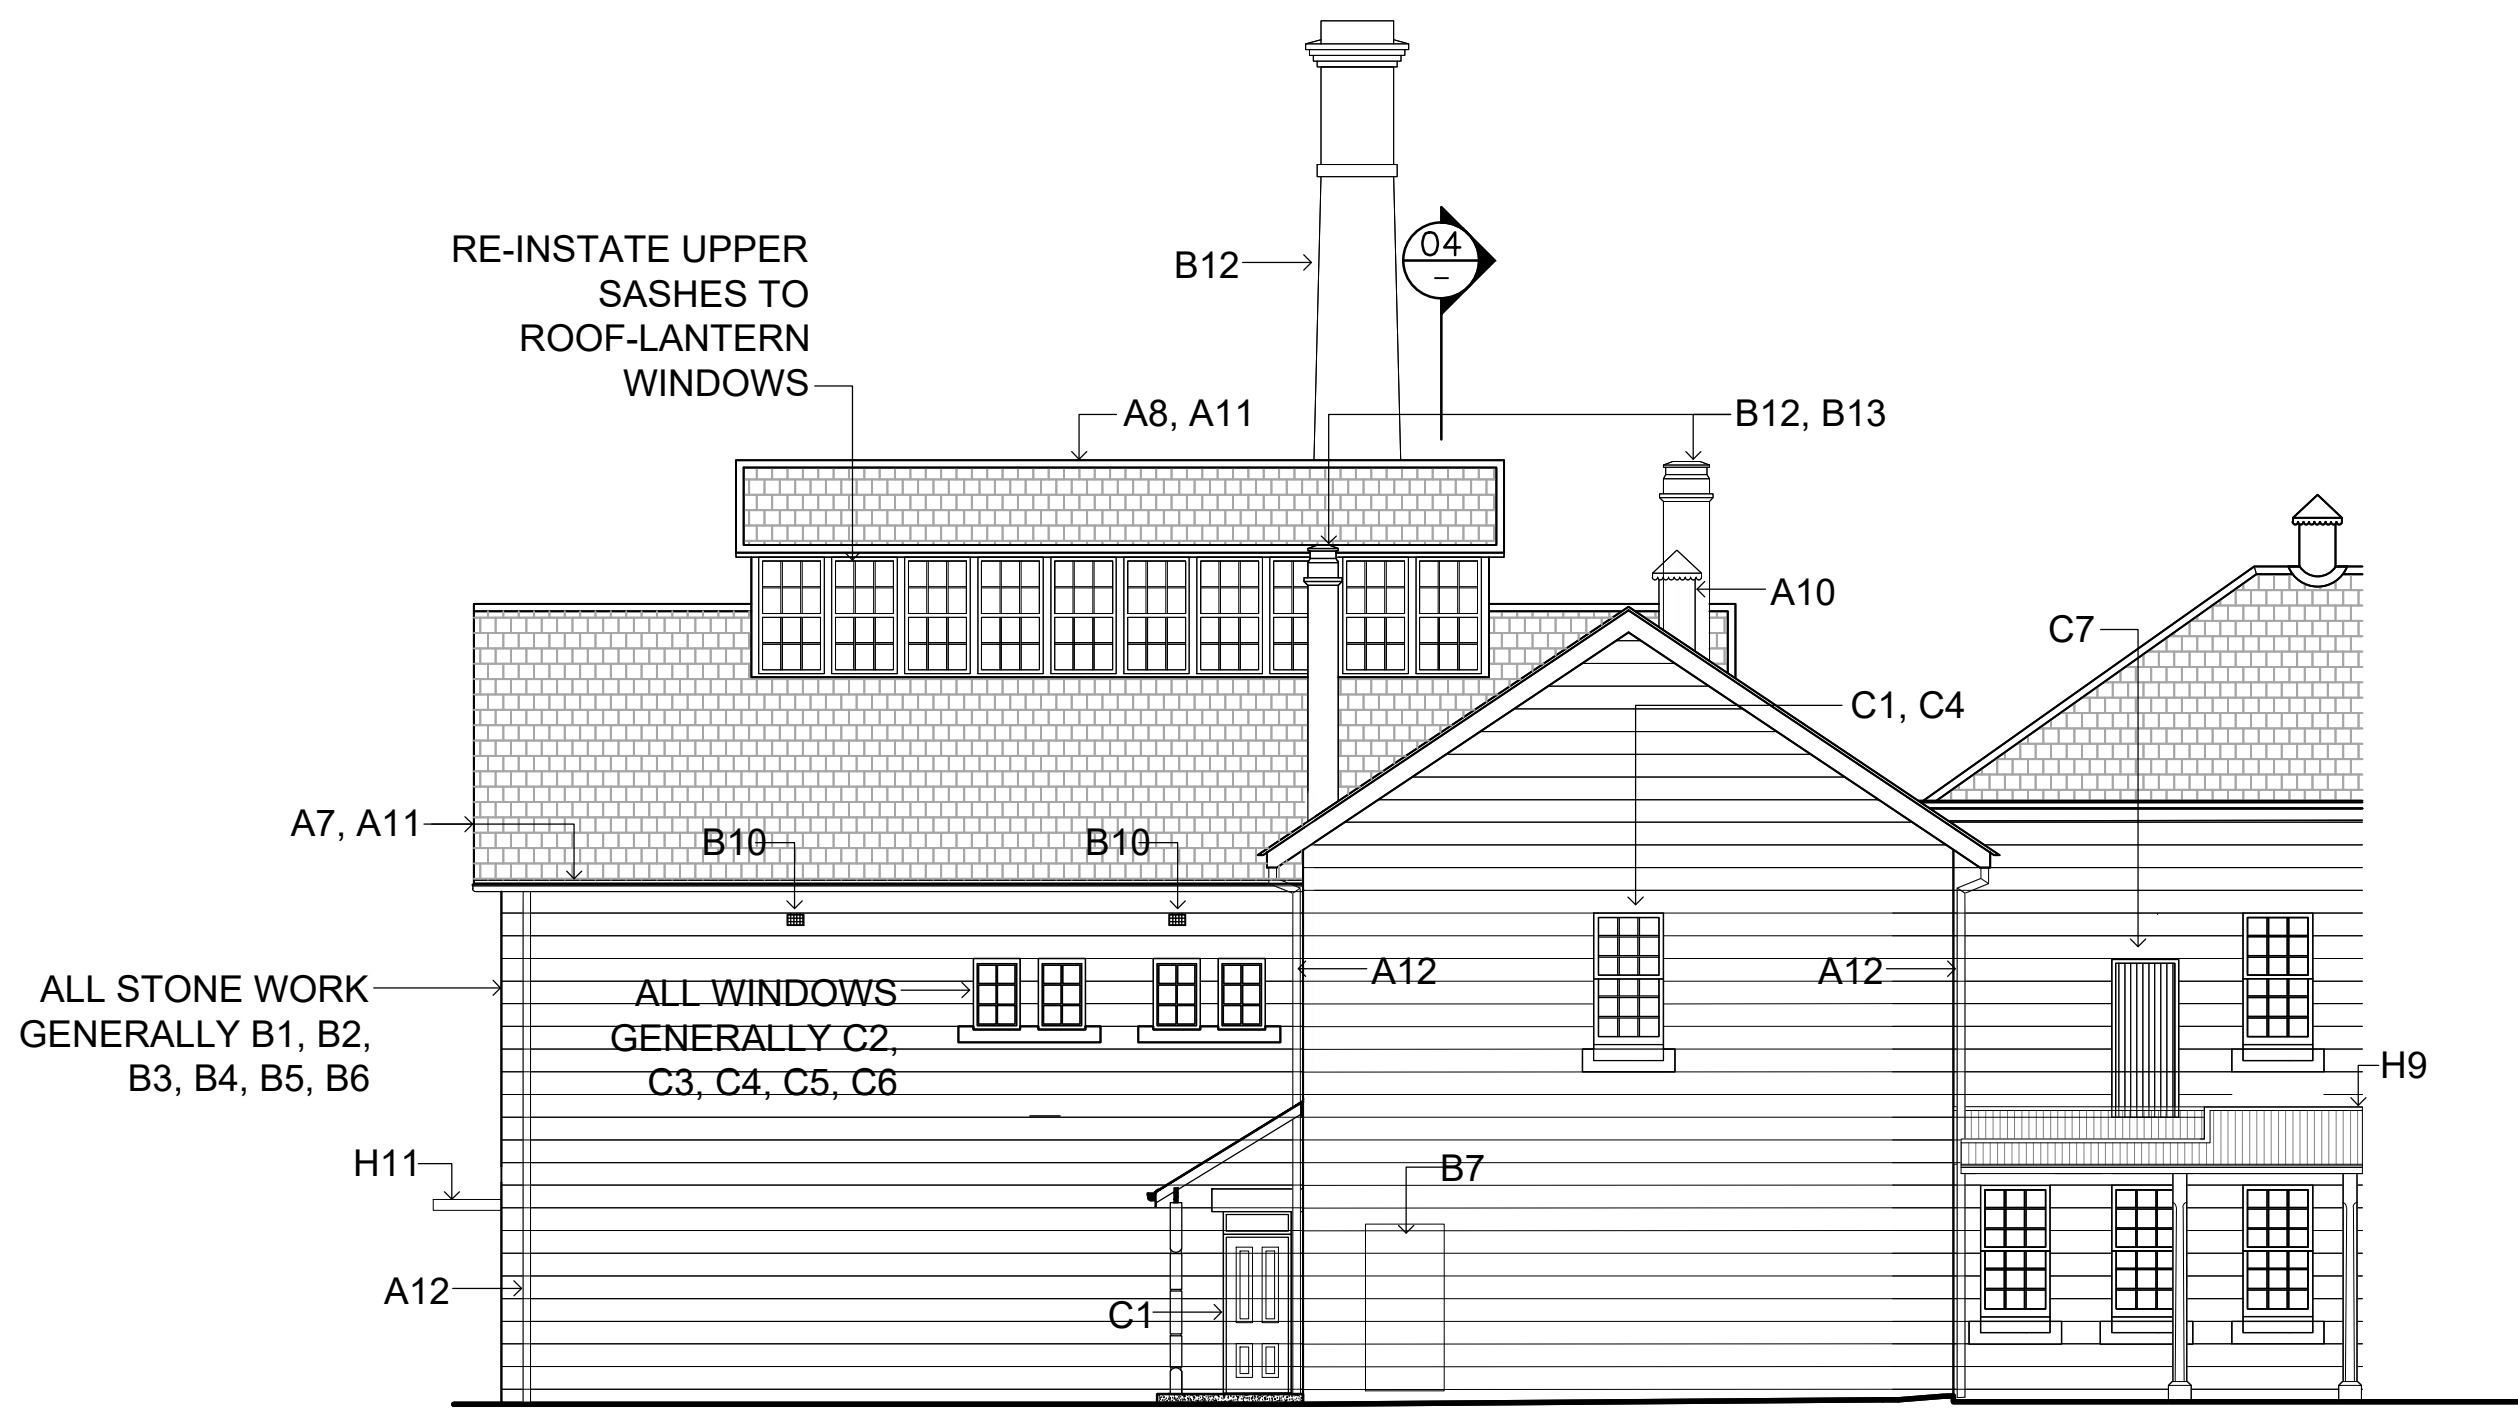 RE-INSTATE UPPER
SASHES TO
ROOF-LANTERN
WINDOWS
B12
04
–
A8, A11
B12, B13
A10
C7
C1, C4
A7, A11
B10
B10
ALL STONE WORK
GENERALLY B1, B2,
B3, B4, B5, B6
ALL WINDOWS
GENERALLY C2,
C3, C4, C5, C6
A12
A12
H9
H11
B7
A12
C1